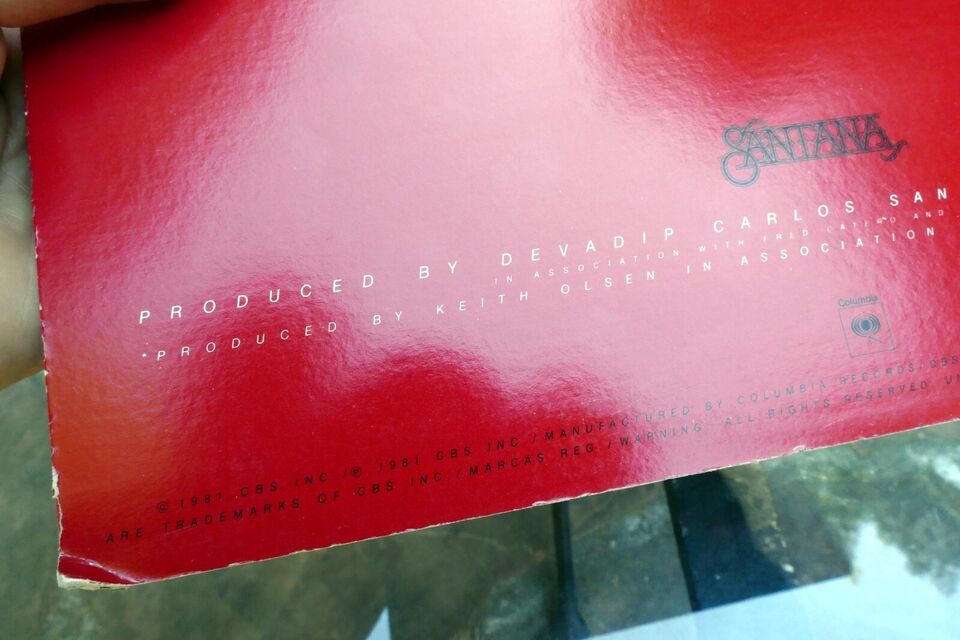 SANTANA
PRODUCED BY DEVADIP CARLOS SAN
IN ASSOCIATION WITH FRED CATERO AND
*PRODUCED BY KEITH OLSEN IN ASSOCIATION
Columbia
© 1981 CBS INC / ℗ 1981 CBS INC / MANUFACTURED BY COLUMBIA RECORDS / CBS
ARE TRADEMARKS OF CBS INC / MARCAS REG / WARNING: ALL RIGHTS RESERVED UN